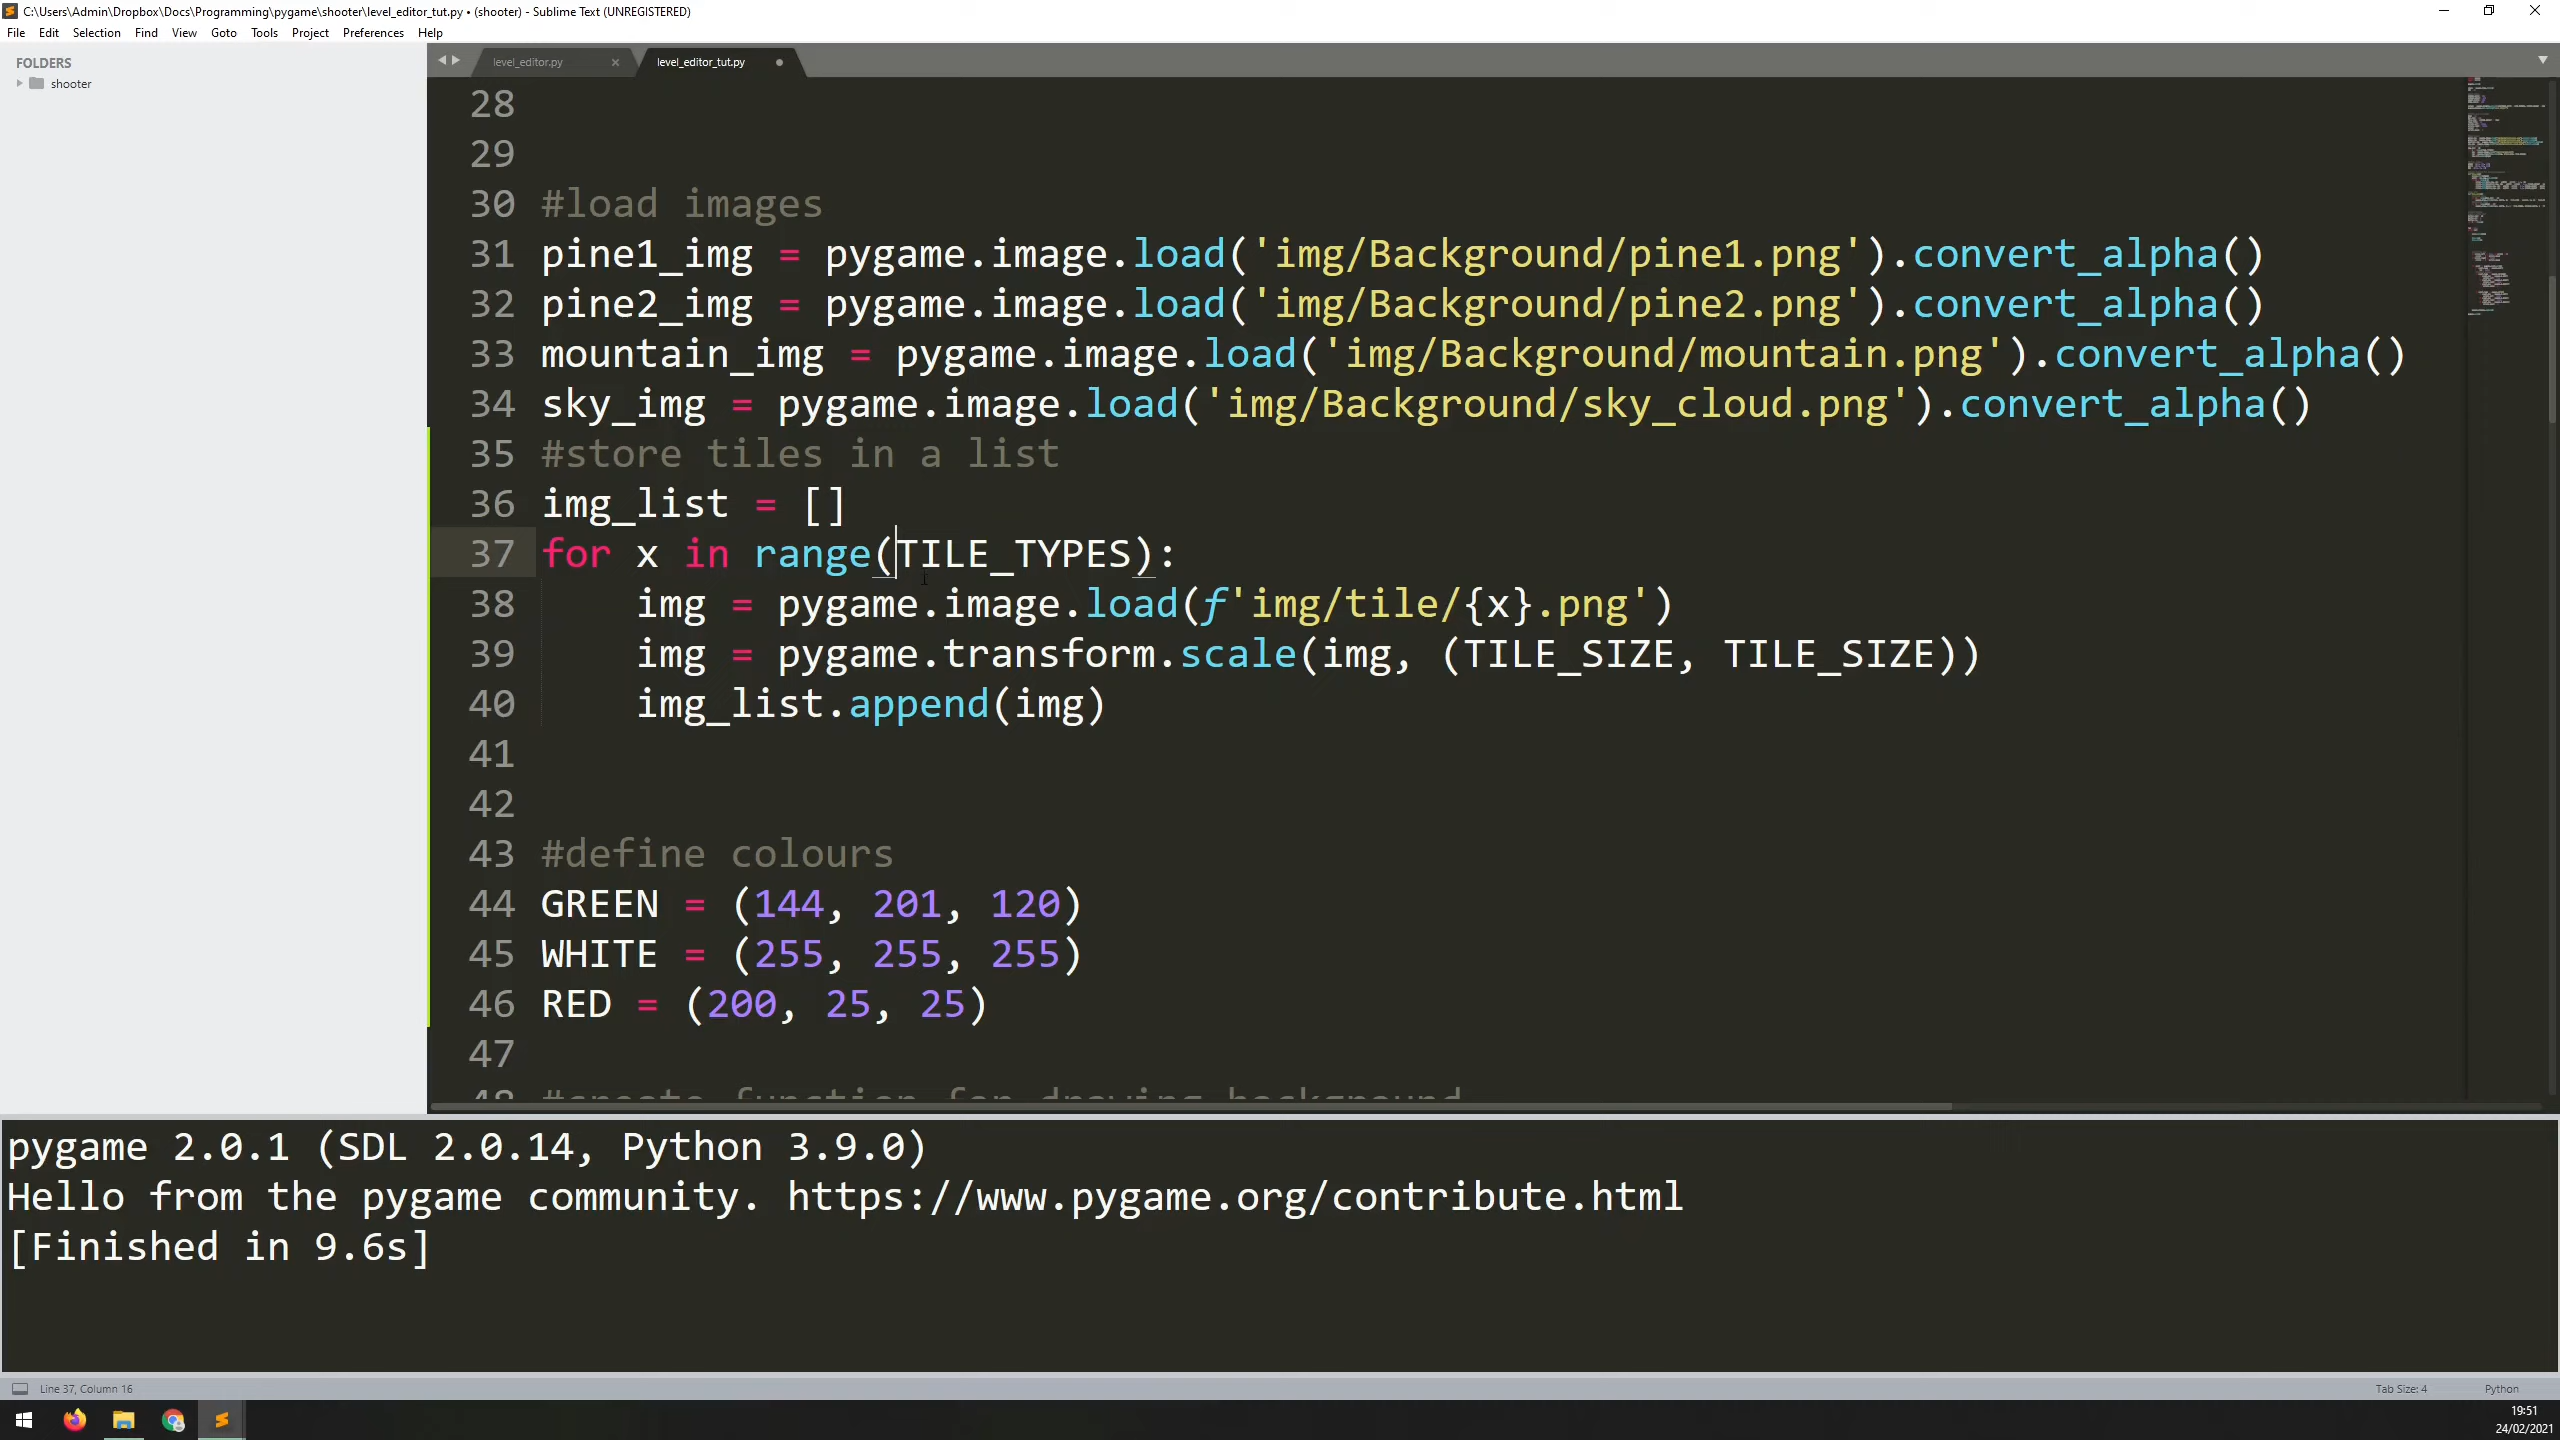 C:\Users\Admin\Dropbox\Docs\Programming\pygame\shooter\level_editor_tut.py • (shooter) - Sublime Text (UNREGISTERED)
File Edit Selection Find View Goto Tools Project Preferences Help
FOLDERS
shooter
level_editor.py
level_editor_tut.py
28
29
30 #load images
31 pine1_img = pygame.image.load('img/Background/pine1.png').convert_alpha()
32 pine2_img = pygame.image.load('img/Background/pine2.png').convert_alpha()
33 mountain_img = pygame.image.load('img/Background/mountain.png').convert_alpha()
34 sky_img = pygame.image.load('img/Background/sky_cloud.png').convert_alpha()
35 #store tiles in a list
36 img_list = []
37 for x in range(TILE_TYPES):
38     img = pygame.image.load(f'img/tile/{x}.png')
39     img = pygame.transform.scale(img, (TILE_SIZE, TILE_SIZE))
40     img_list.append(img)
41
42
43 #define colours
44 GREEN = (144, 201, 120)
45 WHITE = (255, 255, 255)
46 RED = (200, 25, 25)
47
48 #create function for drawing background
pygame 2.0.1 (SDL 2.0.14, Python 3.9.0)
Hello from the pygame community. https://www.pygame.org/contribute.html
[Finished in 9.6s]
Line 37, Column 16
Tab Size: 4
Python
19:51
24/02/2021